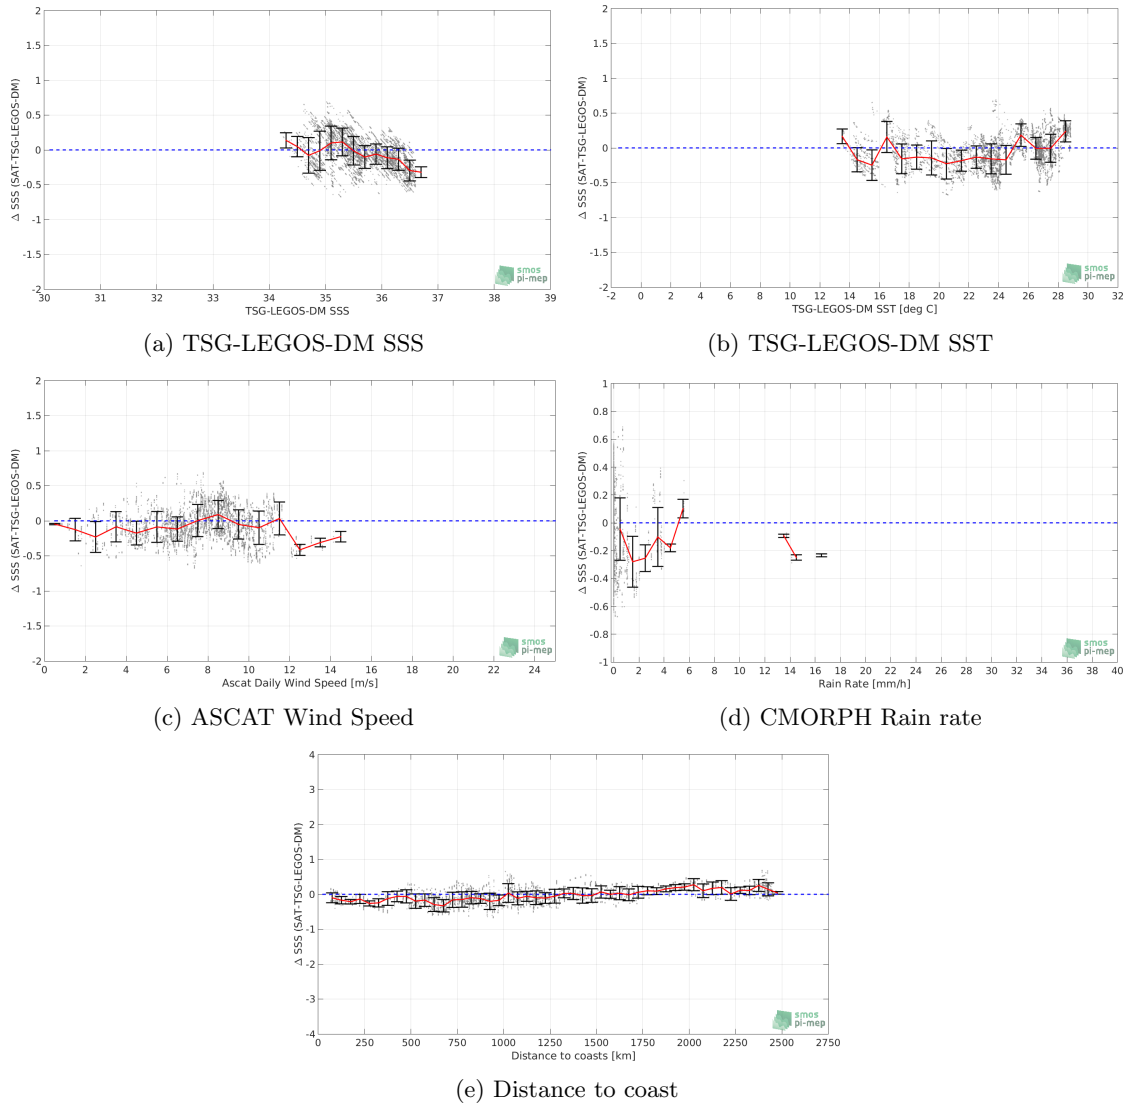 2
1.5
1
0.5
0
-0.5
-1
-1.5
-2
Δ SSS (SAT-TSG-LEGOS-DM)
30 31 32 33 34 35 36 37 38 39
TSG-LEGOS-DM SSS
smos
pi-mep
(a) TSG-LEGOS-DM SSS
2
1.5
1
0.5
0
-0.5
-1
-1.5
-2
Δ SSS (SAT-TSG-LEGOS-DM)
-2 0 2 4 6 8 10 12 14 16 18 20 22 24 26 28 30 32
TSG-LEGOS-DM SST [deg C]
smos
pi-mep
(b) TSG-LEGOS-DM SST
2
1.5
1
0.5
0
-0.5
-1
-1.5
-2
Δ SSS (SAT-TSG-LEGOS-DM)
0 2 4 6 8 10 12 14 16 18 20 22 24
Ascat Daily Wind Speed [m/s]
smos
pi-mep
(c) ASCAT Wind Speed
1
0.8
0.6
0.4
0.2
0
-0.2
-0.4
-0.6
-0.8
-1
Δ SSS (SAT-TSG-LEGOS-DM)
0 2 4 6 8 10 12 14 16 18 20 22 24 26 28 30 32 34 36 38 40
Rain Rate [mm/h]
smos
pi-mep
(d) CMORPH Rain rate
4
3
2
1
0
-1
-2
-3
-4
Δ SSS (SAT-TSG-LEGOS-DM)
0 250 500 750 1000 1250 1500 1750 2000 2250 2500 2750
Distance to coasts [km]
smos
pi-mep
(e) Distance to coast